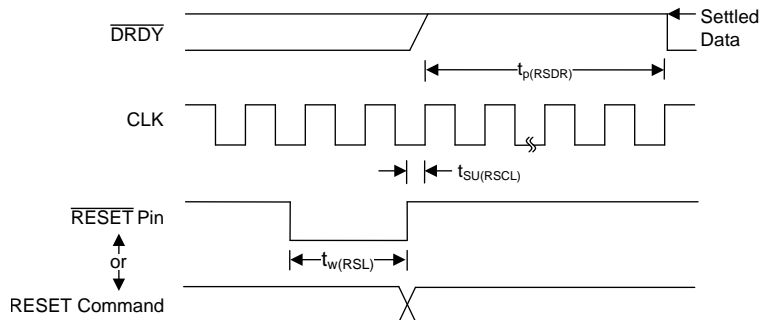 DRDY
Settled
Data
tp(RSDR)
CLK
tSU(RSCL)
RESET Pin
or
tw(RSL)
RESET Command